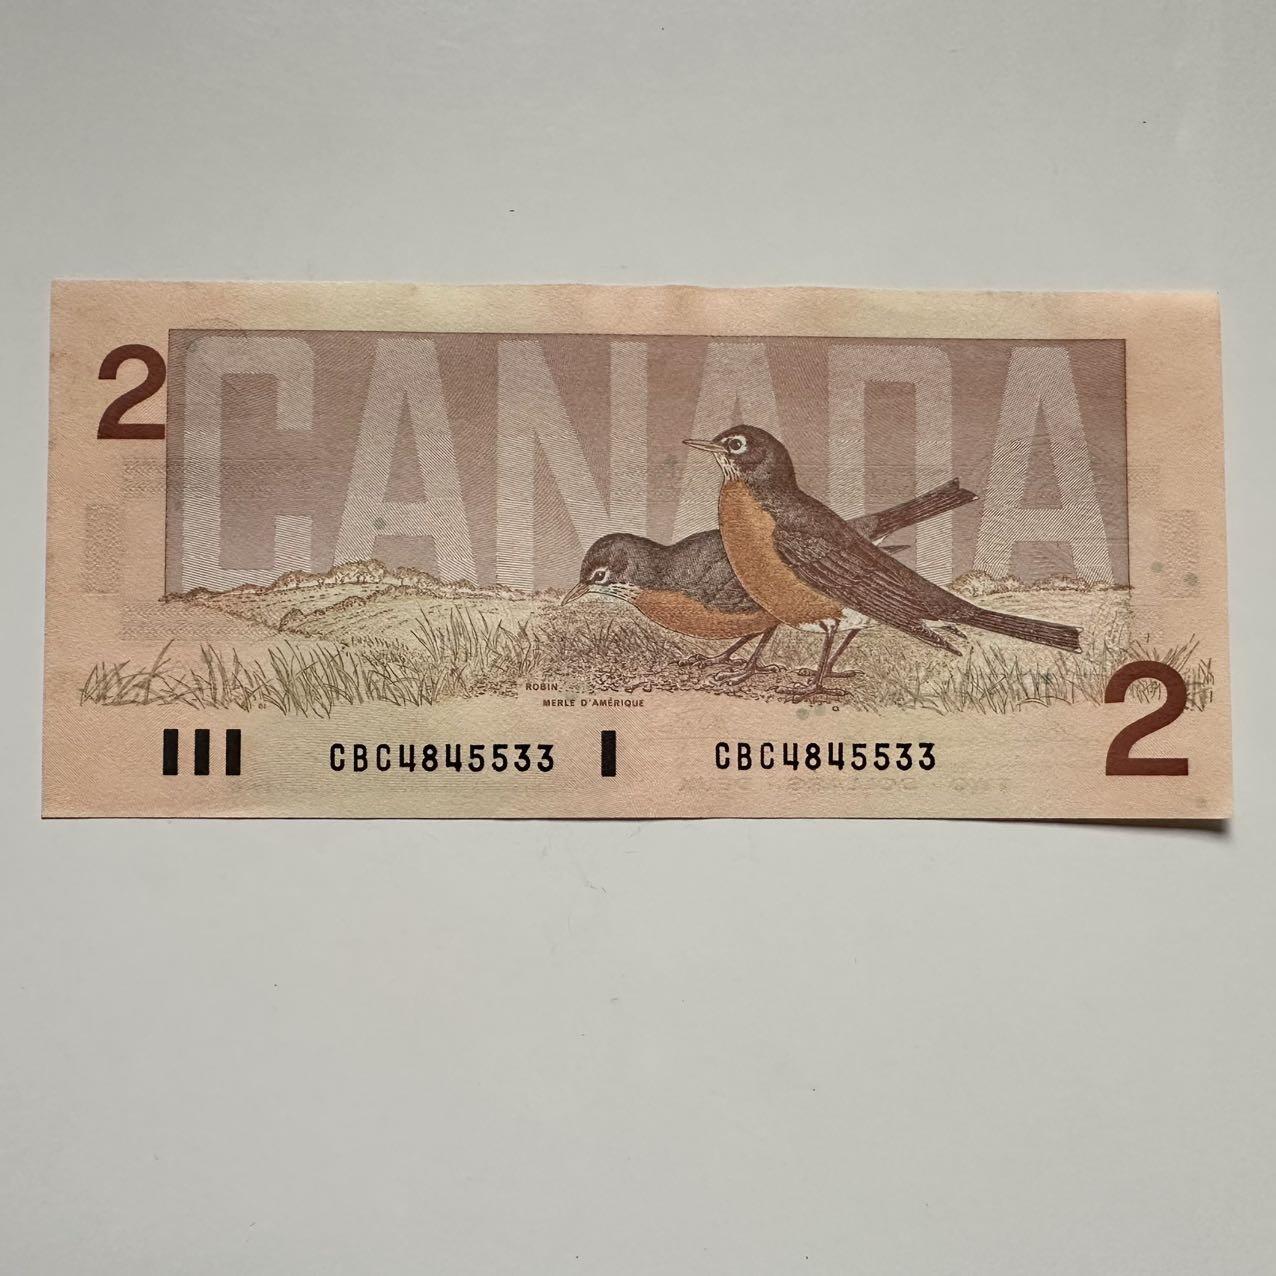 2
CANADA
ROBIN
MERLE D'AMÉRIQUE
CBC4845533 CBC4845533
2